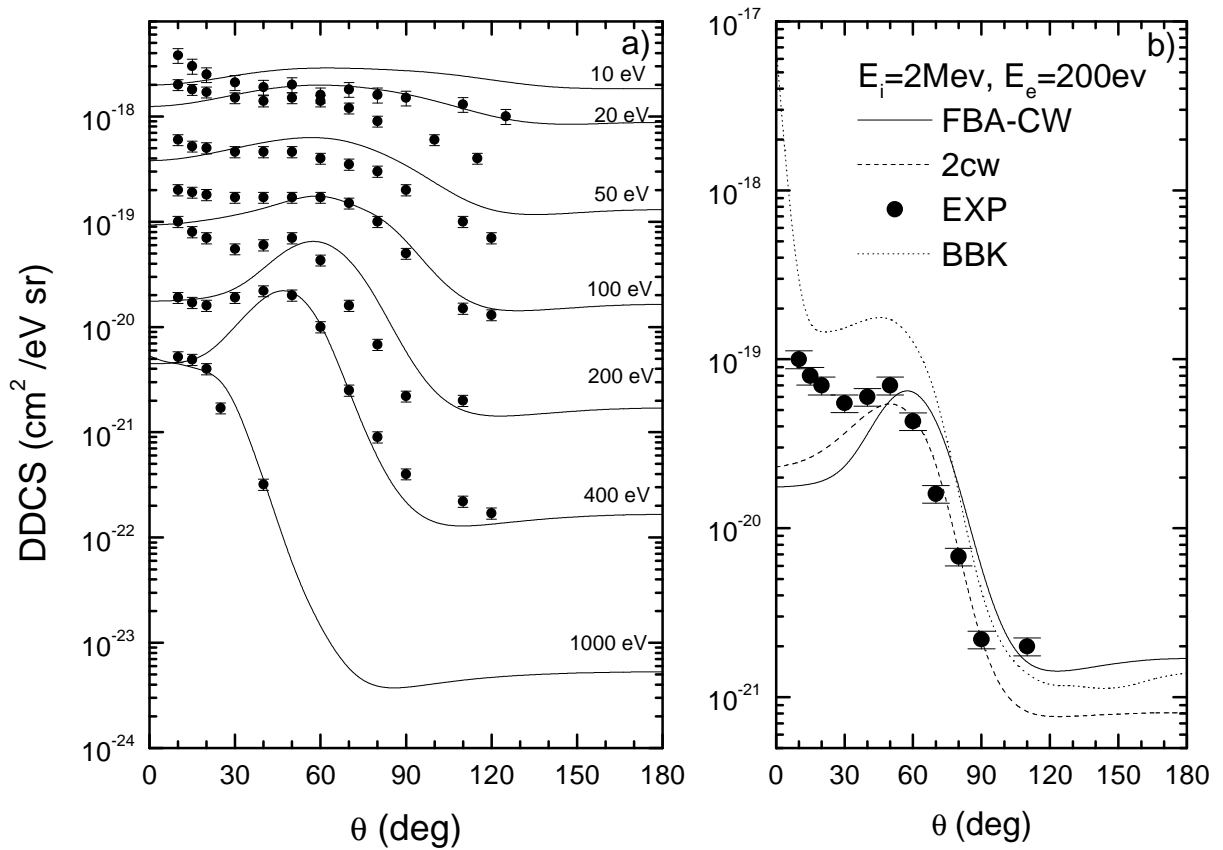 a)
DDCS (cm² /eV sr)
10⁻¹⁸
10⁻¹⁹
10⁻²⁰
10⁻²¹
10⁻²²
10⁻²³
10⁻²⁴
10 eV
20 eV
50 eV
100 eV
200 eV
400 eV
1000 eV
0 30 60 90 120 150 180
θ (deg)
b)
10⁻¹⁷
10⁻¹⁸
10⁻¹⁹
10⁻²⁰
10⁻²¹
Eᵢ=2Mev, Eₑ=200ev
FBA-CW
2cw
EXP
BBK
0 30 60 90 120 150 180
θ (deg)